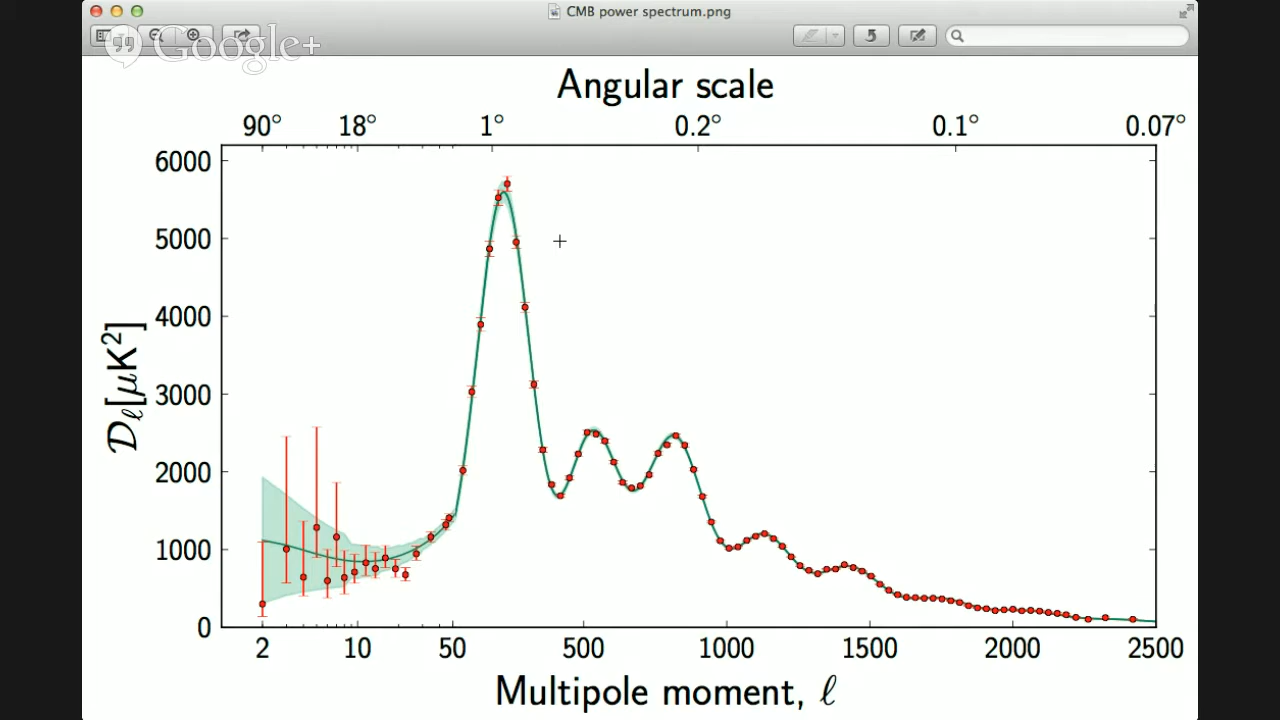 CMB power spectrum.png
Google+
Angular scale
90° 18° 1° 0.2° 0.1° 0.07°
6000
5000
4000
3000
2000
1000
0
𝒟ℓ[μK²]
2 10 50 500 1000 1500 2000 2500
Multipole moment, ℓ